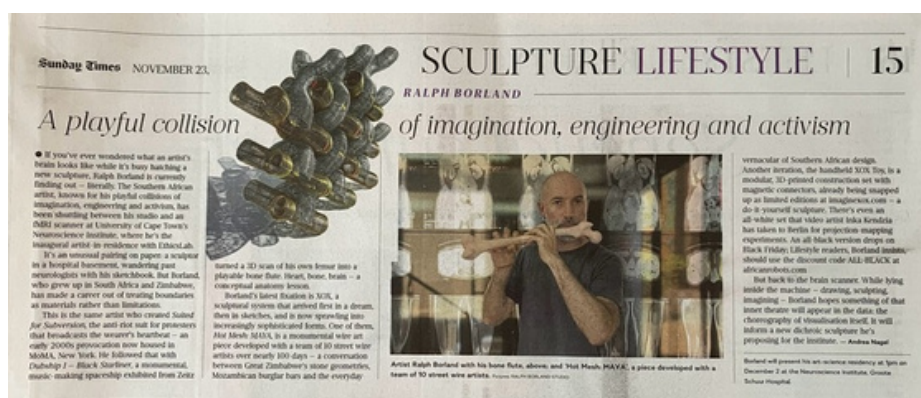 Sunday Times NOVEMBER 23,
SCULPTURE LIFESTYLE 15
RALPH BORLAND
A playful collision of imagination, engineering and activism
● If you've ever wondered what an artist's
brain looks like while it's busy hatching a
new sculpture, Ralph Borland is currently
finding out – literally. The Southern African
artist, known for his playful collisions of
imagination, engineering and activism, has
been shuttling between his studio and an
fMRI scanner at University of Cape Town's
Neuroscience Institute, where he's the
inaugural artist-in-residence with EthicsLab.
It's an unusual pairing on paper: a sculptor
in a hospital basement, wandering past
neurologists with his sketchbook. But Borland,
who grew up in South Africa and Zimbabwe,
has made a career out of treating boundaries
as materials rather than limitations.
This is the same artist who created Suited
for Subversion, the anti-riot suit for protesters
that broadcasts the wearer's heartbeat – an
early 2000s provocation now housed in
MoMA, New York. He followed that with
Dubship I – Black Starliner, a monumental,
music-making spaceship exhibited from Zeitz
turned a 3D scan of his own femur into a
playable bone flute. Heart, bone, brain – a
conceptual anatomy lesson.
Borland's latest fixation is XOX, a
sculptural system that arrived first in a dream,
then in sketches, and is now sprawling into
increasingly sophisticated forms. One of them,
Hot Mesh: MAYA, is a monumental wire art
piece developed with a team of 10 street wire
artists over nearly 100 days – a conversation
between Great Zimbabwe's stone geometries,
Mozambican burglar bars and the everyday
Artist Ralph Borland with his bone flute, above; and 'Hot Mesh: MAYA', a piece developed with a
team of 10 street wire artists. Pictures: RALPH BORLAND STUDIO
vernacular of Southern African design.
Another iteration, the handheld XOX Toy, is a
modular, 3D-printed construction set with
magnetic connectors, already being snapped
up as limited editions at imaginexox.com – a
do-it-yourself sculpture. There's even an
all-white set that video artist Inka Kendzia
has taken to Berlin for projection-mapping
experiments. An all-black version drops on
Black Friday; Lifestyle readers, Borland insists,
should use the discount code ALL-BLACK at
africanrobots.com
But back to the brain scanner. While lying
inside the machine – drawing, sculpting,
imagining – Borland hopes something of that
inner theatre will appear in the data: the
choreography of visualisation itself. It will
inform a new dichroic sculpture he's
proposing for the institute. – Andrea Nagel
Borland will present his art-science residency at 1pm on
December 2 at the Neuroscience Institute, Groote
Schuur Hospital.